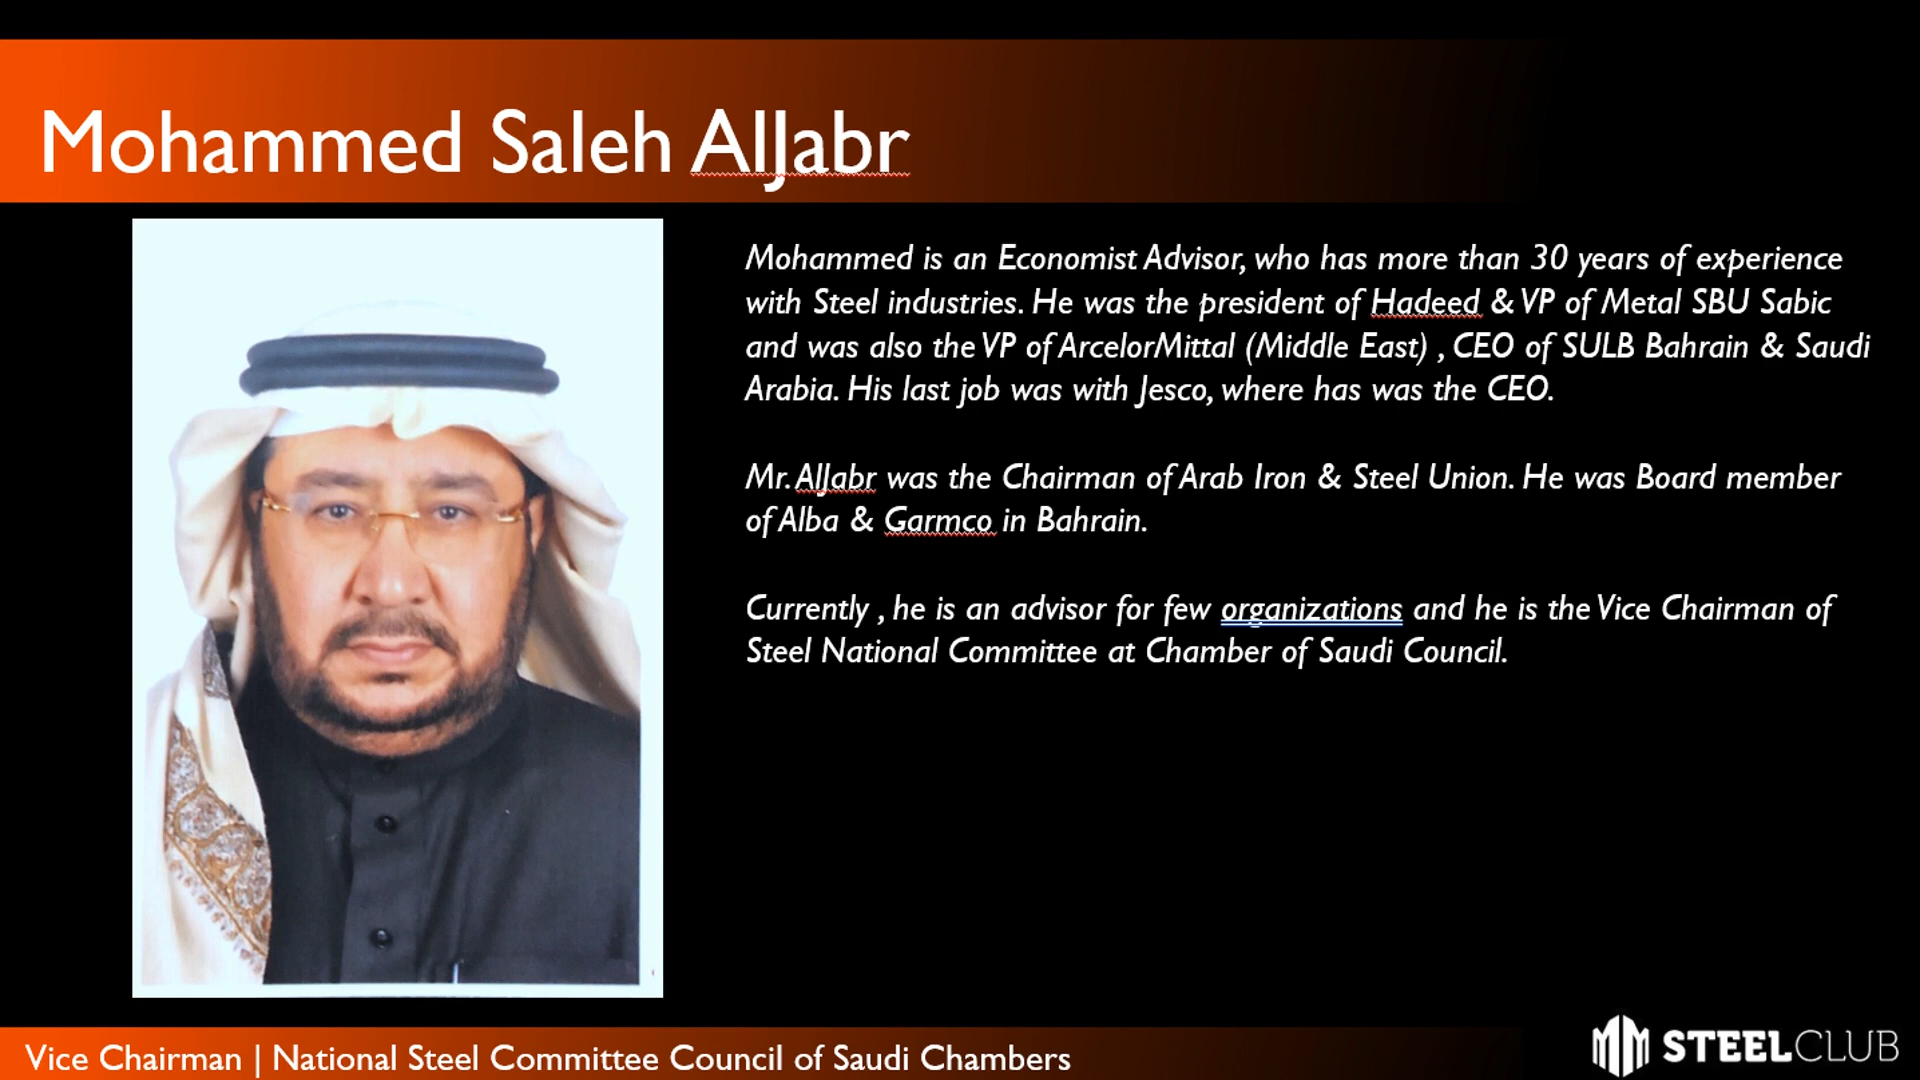 Mohammed Saleh AlJabr
Mohammed is an Economist Advisor, who has more than 30 years of experience
with Steel industries. He was the president of Hadeed & VP of Metal SBU Sabic
and was also the VP of ArcelorMittal (Middle East) , CEO of SULB Bahrain & Saudi
Arabia. His last job was with Jesco, where has was the CEO.
Mr. AlJabr was the Chairman of Arab Iron & Steel Union. He was Board member
of Alba & Garmco in Bahrain.
Currently , he is an advisor for few organizations and he is the Vice Chairman of
Steel National Committee at Chamber of Saudi Council.
Vice Chairman | National Steel Committee Council of Saudi Chambers
STEELCLUB